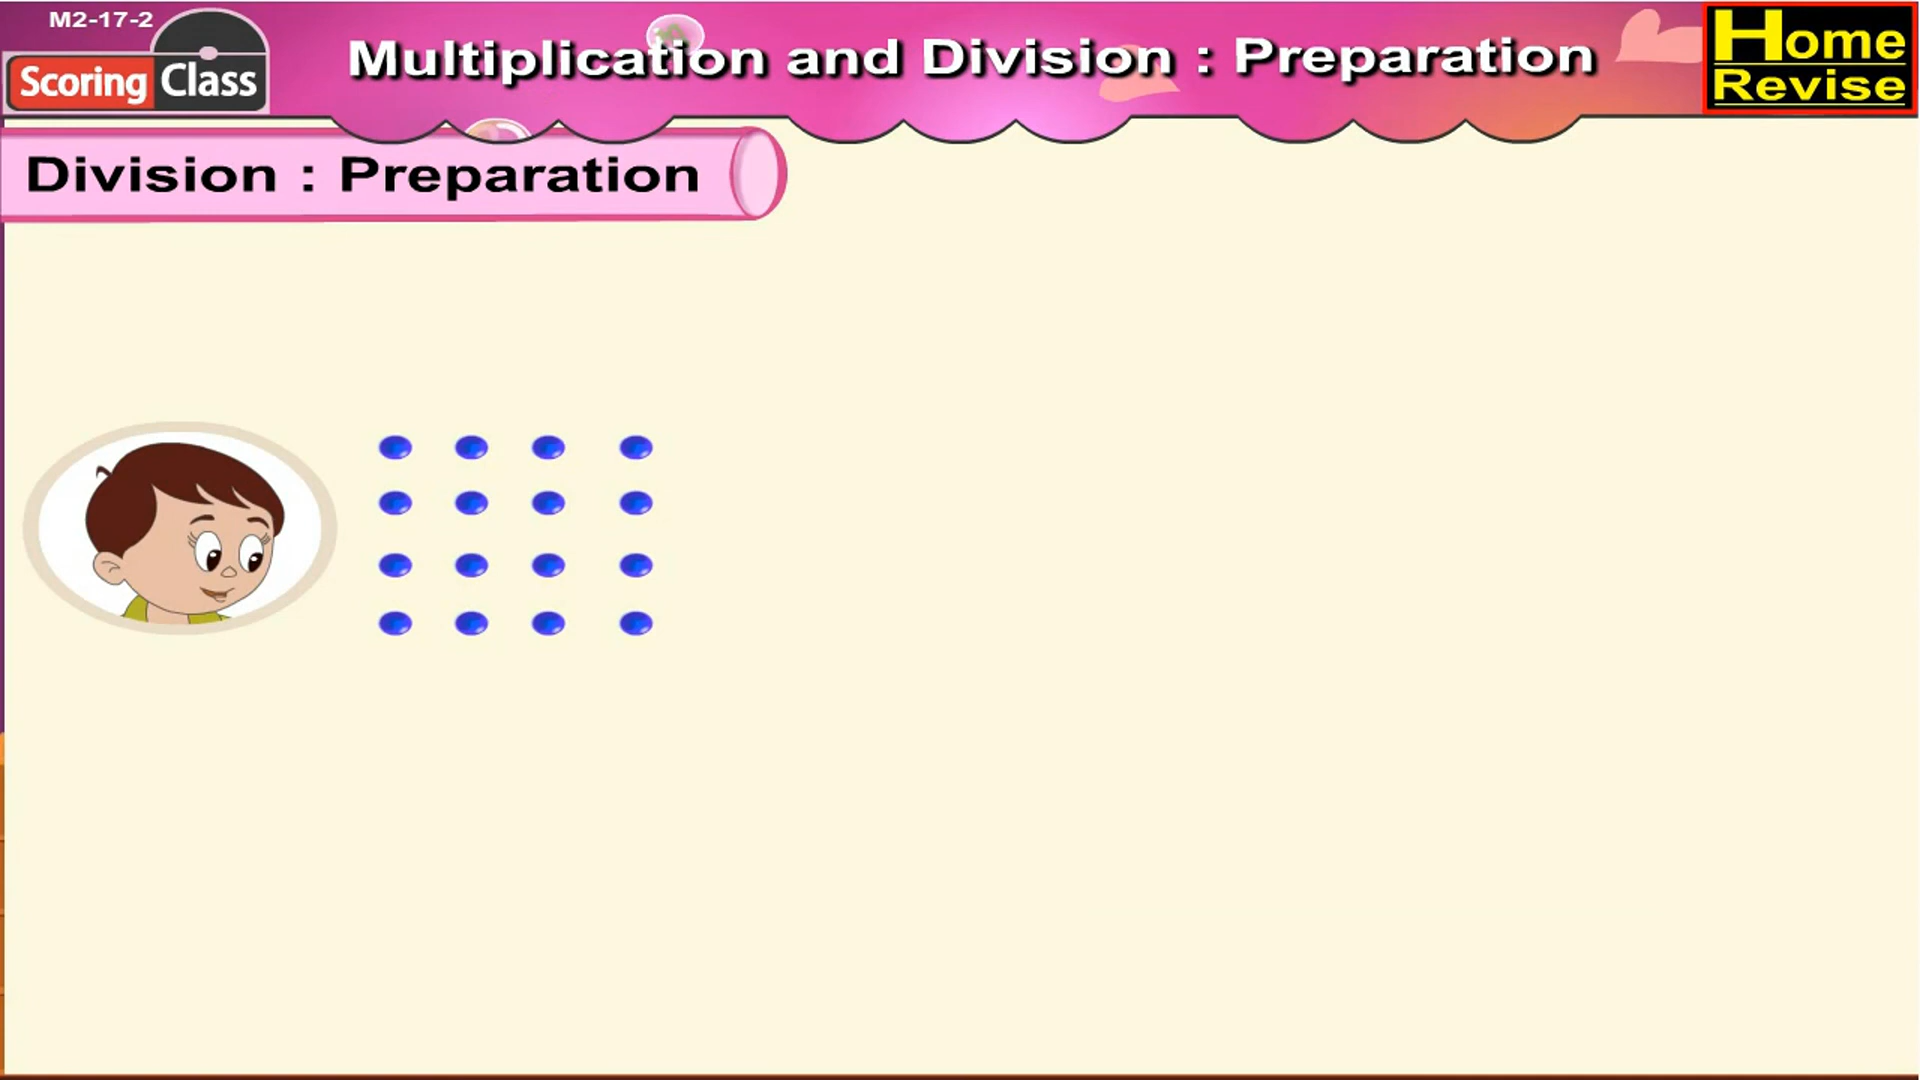 M2-17-2
Scoring Class
Multiplication and Division : Preparation
Home
Revise
Division : Preparation